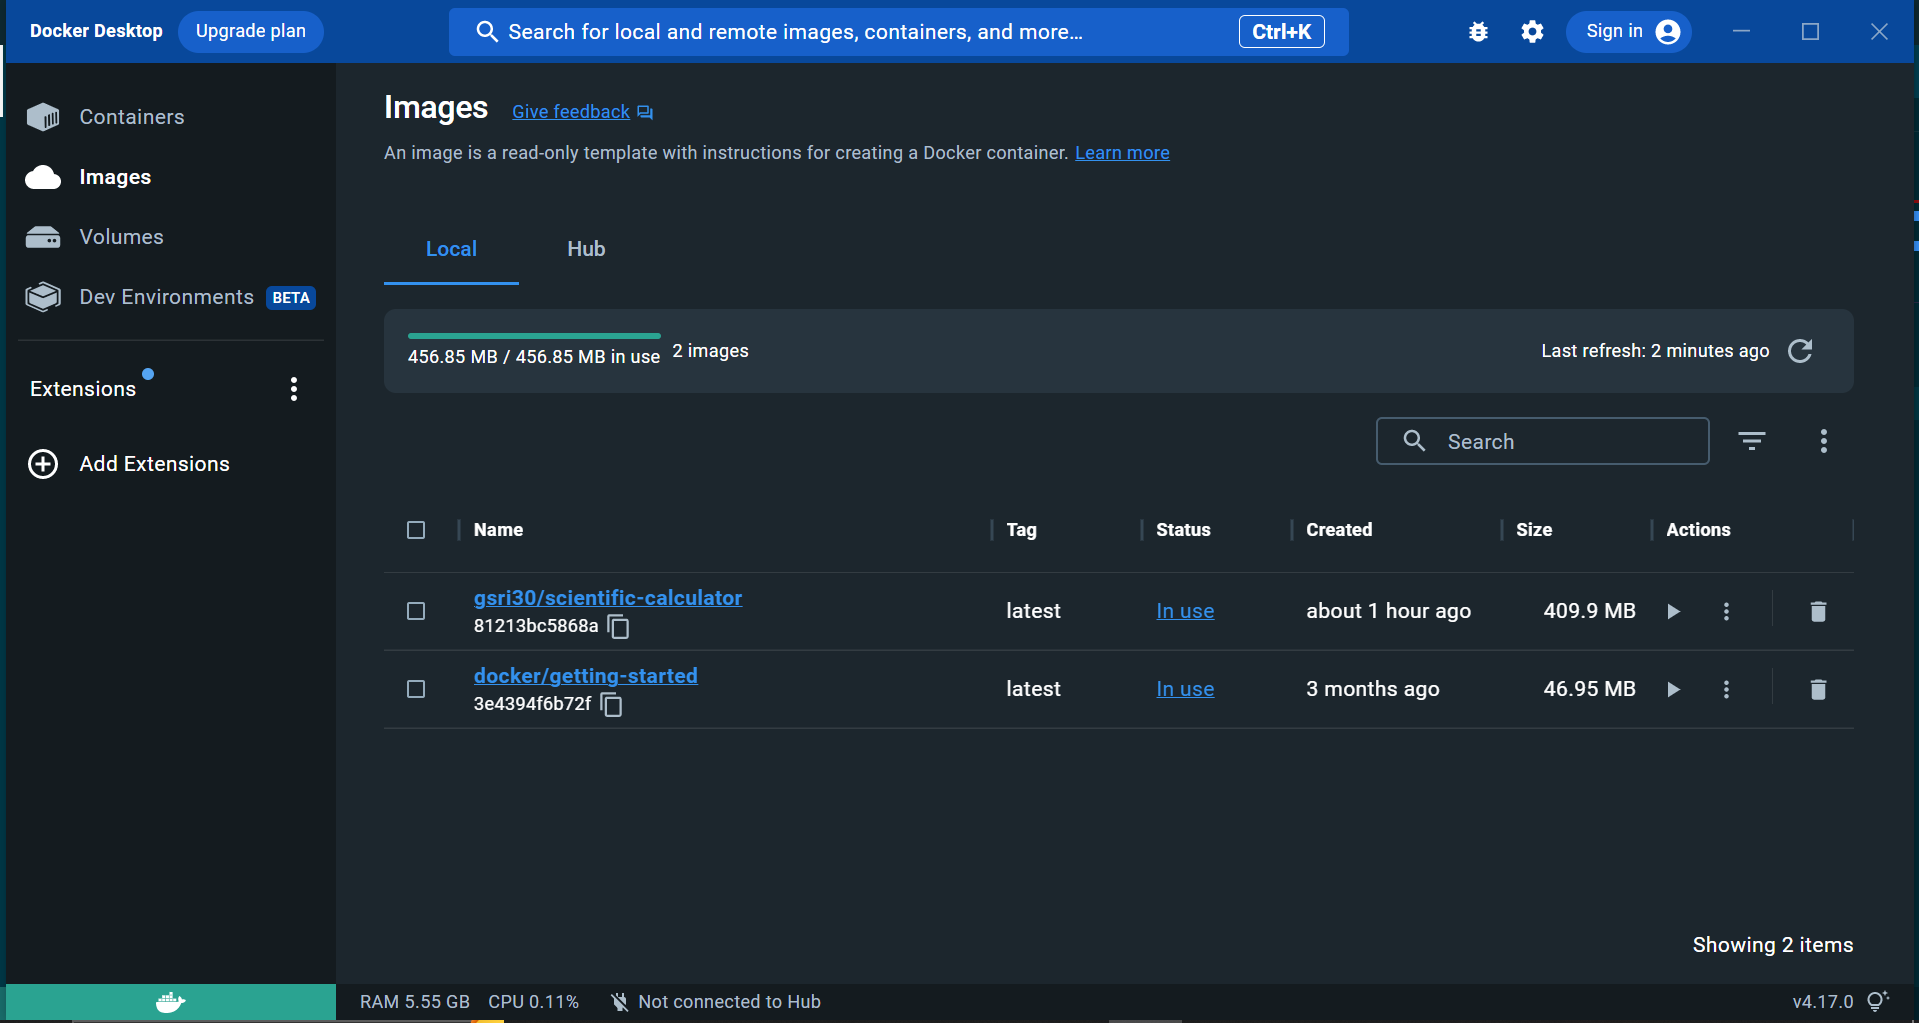 Docker Desktop Upgrade plan Search for local and remote images, containers, and more... Ctrl+K Sign in
Containers
Images
Volumes
Dev Environments BETA
Extensions
Add Extensions
Images Give feedback
An image is a read-only template with instructions for creating a Docker container. Learn more
Local Hub
456.85 MB / 456.85 MB in use 2 images Last refresh: 2 minutes ago
Search
Name Tag Status Created Size Actions
gsri30/scientific-calculator
81213bc5868a
latest In use about 1 hour ago 409.9 MB
docker/getting-started
3e4394f6b72f
latest In use 3 months ago 46.95 MB
Showing 2 items
RAM 5.55 GB CPU 0.11% Not connected to Hub v4.17.0